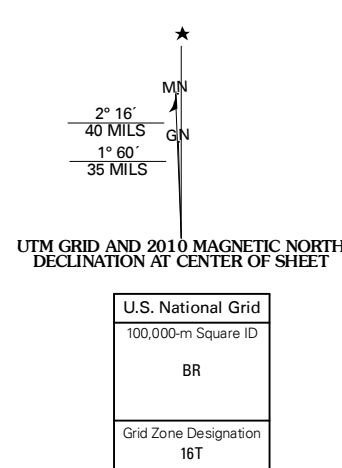 ★
MN
2° 16´
40 MILS
GN
1° 60´
35 MILS
UTM GRID AND 2010 MAGNETIC NORTH
DECLINATION AT CENTER OF SHEET
U.S. National Grid
100,000-m Square ID
BR
Grid Zone Designation
16T